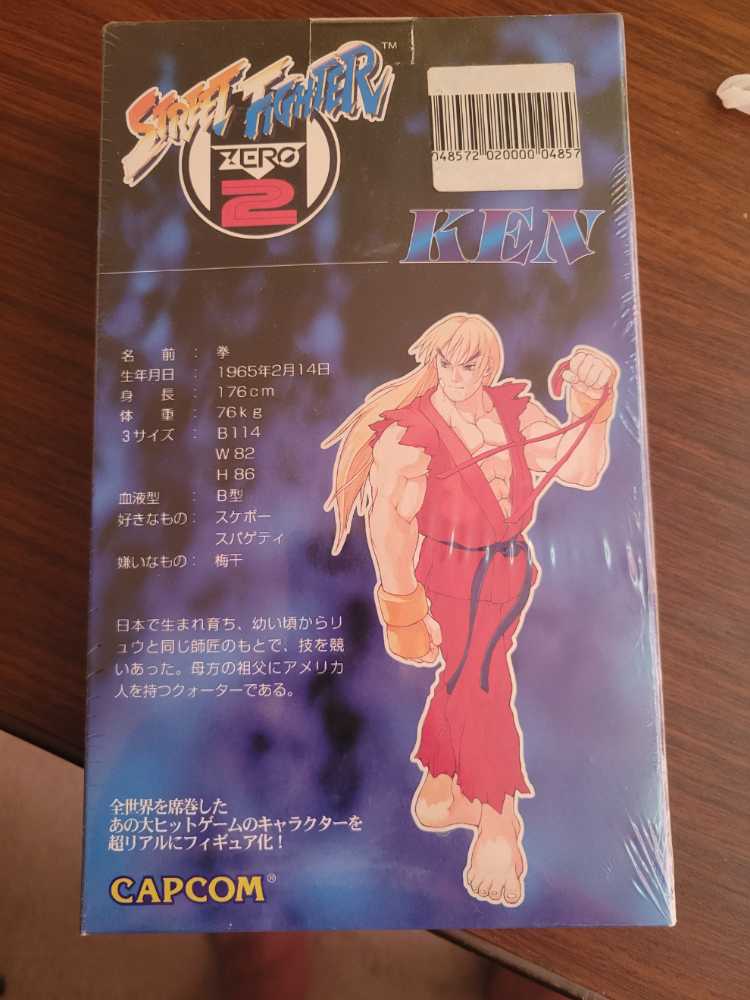 STREET FIGHTER™
ZERO
2
048572 020000 04857
KEN
名前：拳
生年月日：1965年2月14日
身長：176cm
体重：76kg
3サイズ：B114
W82
H86
血液型：B型
好きなもの：スケボー
スパゲティ
嫌いなもの：梅干
日本で生まれ育ち、幼い頃からリ
ュウと同じ師匠のもとで、技を競
いあった。母方の祖父にアメリカ
人を持つクォーターである。
全世界を席巻した
あの大ヒットゲームのキャラクターを
超リアルにフィギュア化！
CAPCOM®